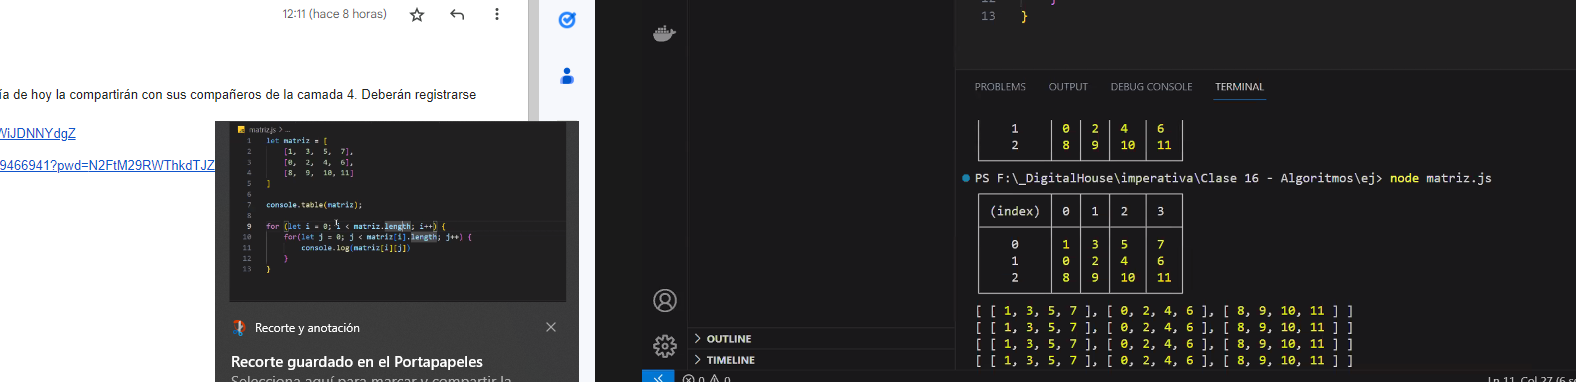 12:11 (hace 8 horas)
ía de hoy la compartirán con sus compañeros de la camada 4. Deberán registrarse
WiJDNNYdgZ
9466941?pwd=N2FtM29RWThkdTJZ
matriz.js > ...
1 let matriz = [
2 [1, 3, 5, 7],
3 [0, 2, 4, 6],
4 [8, 9, 10, 11]
5 ]
6
7 console.table(matriz);
8
9 for (let i = 0; i < matriz.length; i++) {
10 for(let j = 0; j < matriz[i].length; j++) {
11 console.log(matriz[i][j])
12 }
13 }
Recorte y anotación
Recorte guardado en el Portapapeles
Selecciona aquí para marcar y compartir la
12 }
13 }
PROBLEMS OUTPUT DEBUG CONSOLE TERMINAL
1 0 2 4 6
2 8 9 10 11
PS F:\_DigitalHouse\imperativa\Clase 16 - Algoritmos\ej> node matriz.js
(index) 0 1 2 3
0 1 3 5 7
1 0 2 4 6
2 8 9 10 11
[ [ 1, 3, 5, 7 ], [ 0, 2, 4, 6 ], [ 8, 9, 10, 11 ] ]
[ [ 1, 3, 5, 7 ], [ 0, 2, 4, 6 ], [ 8, 9, 10, 11 ] ]
[ [ 1, 3, 5, 7 ], [ 0, 2, 4, 6 ], [ 8, 9, 10, 11 ] ]
[ [ 1, 3, 5, 7 ], [ 0, 2, 4, 6 ], [ 8, 9, 10, 11 ] ]
OUTLINE
TIMELINE
0 0
Ln 11, Col 27 (6 se